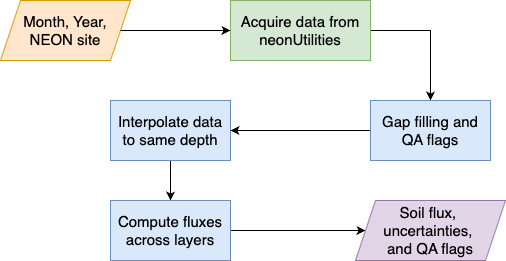 Month, Year,
NEON site
Acquire data from
neonUtilities
Gap filling and
QA flags
Interpolate data
to same depth
Compute fluxes
across layers
Soil flux,
uncertainties,
and QA flags